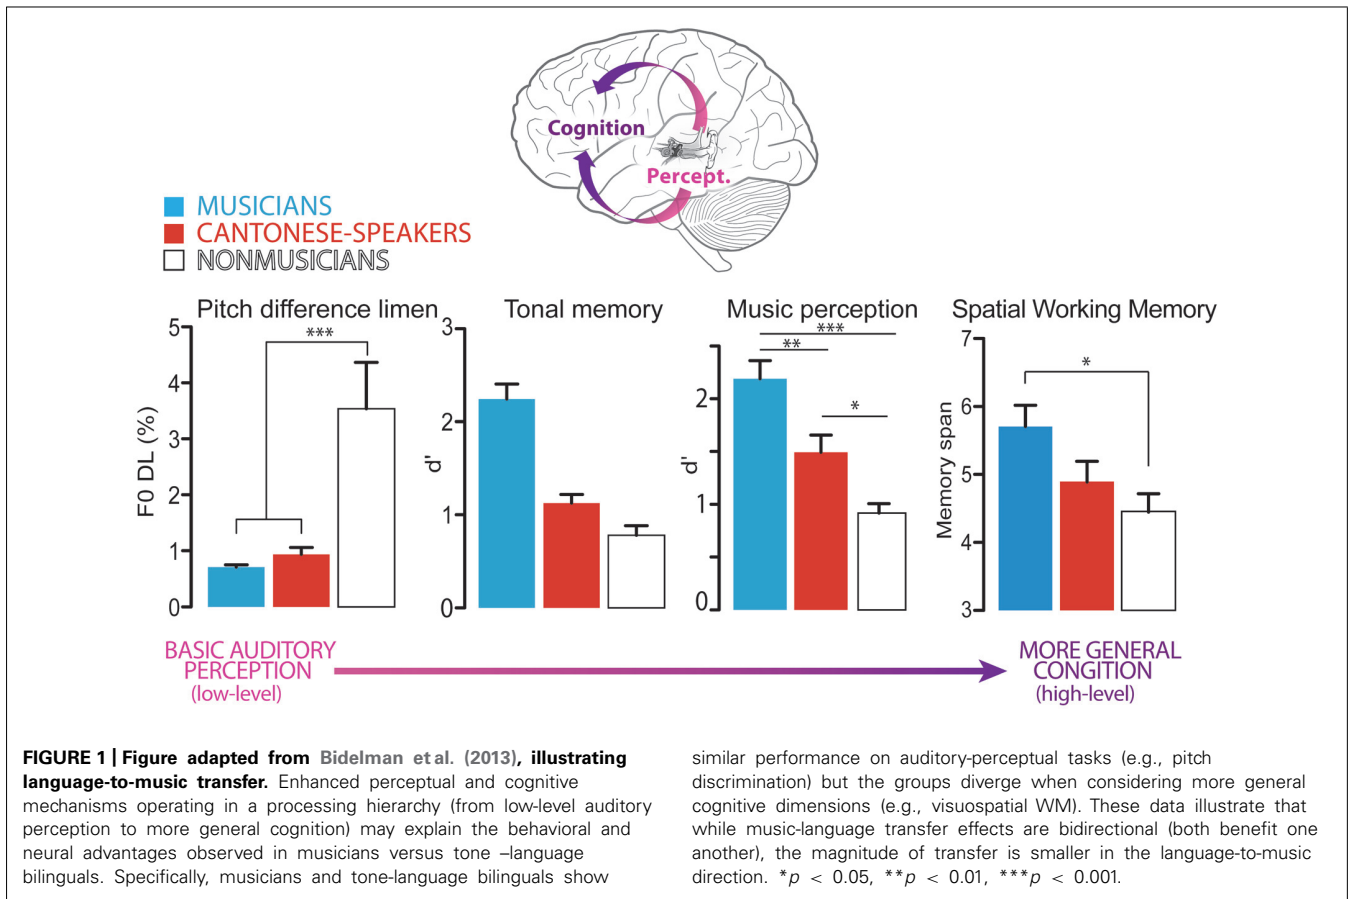 Cognition
Percept.
MUSICIANS
CANTONESE-SPEAKERS
NONMUSICIANS
Pitch difference limen
F0 DL (%)
5
4
3
2
1
0
***
Tonal memory
d'
3
2
1
0
Music perception
d'
2
1
0
***
**
*
Spatial Working Memory
Memory span
7
6
5
4
3
*
BASIC AUDITORY
PERCEPTION
(low-level)
MORE GENERAL
CONGITION
(high-level)
FIGURE 1 | Figure adapted from Bidelman et al. (2013), illustrating
language-to-music transfer. Enhanced perceptual and cognitive
mechanisms operating in a processing hierarchy (from low-level auditory
perception to more general cognition) may explain the behavioral and
neural advantages observed in musicians versus tone –language
bilinguals. Specifically, musicians and tone-language bilinguals show
similar performance on auditory-perceptual tasks (e.g., pitch
discrimination) but the groups diverge when considering more general
cognitive dimensions (e.g., visuospatial WM). These data illustrate that
while music-language transfer effects are bidirectional (both benefit one
another), the magnitude of transfer is smaller in the language-to-music
direction. *p < 0.05, **p < 0.01, ***p < 0.001.